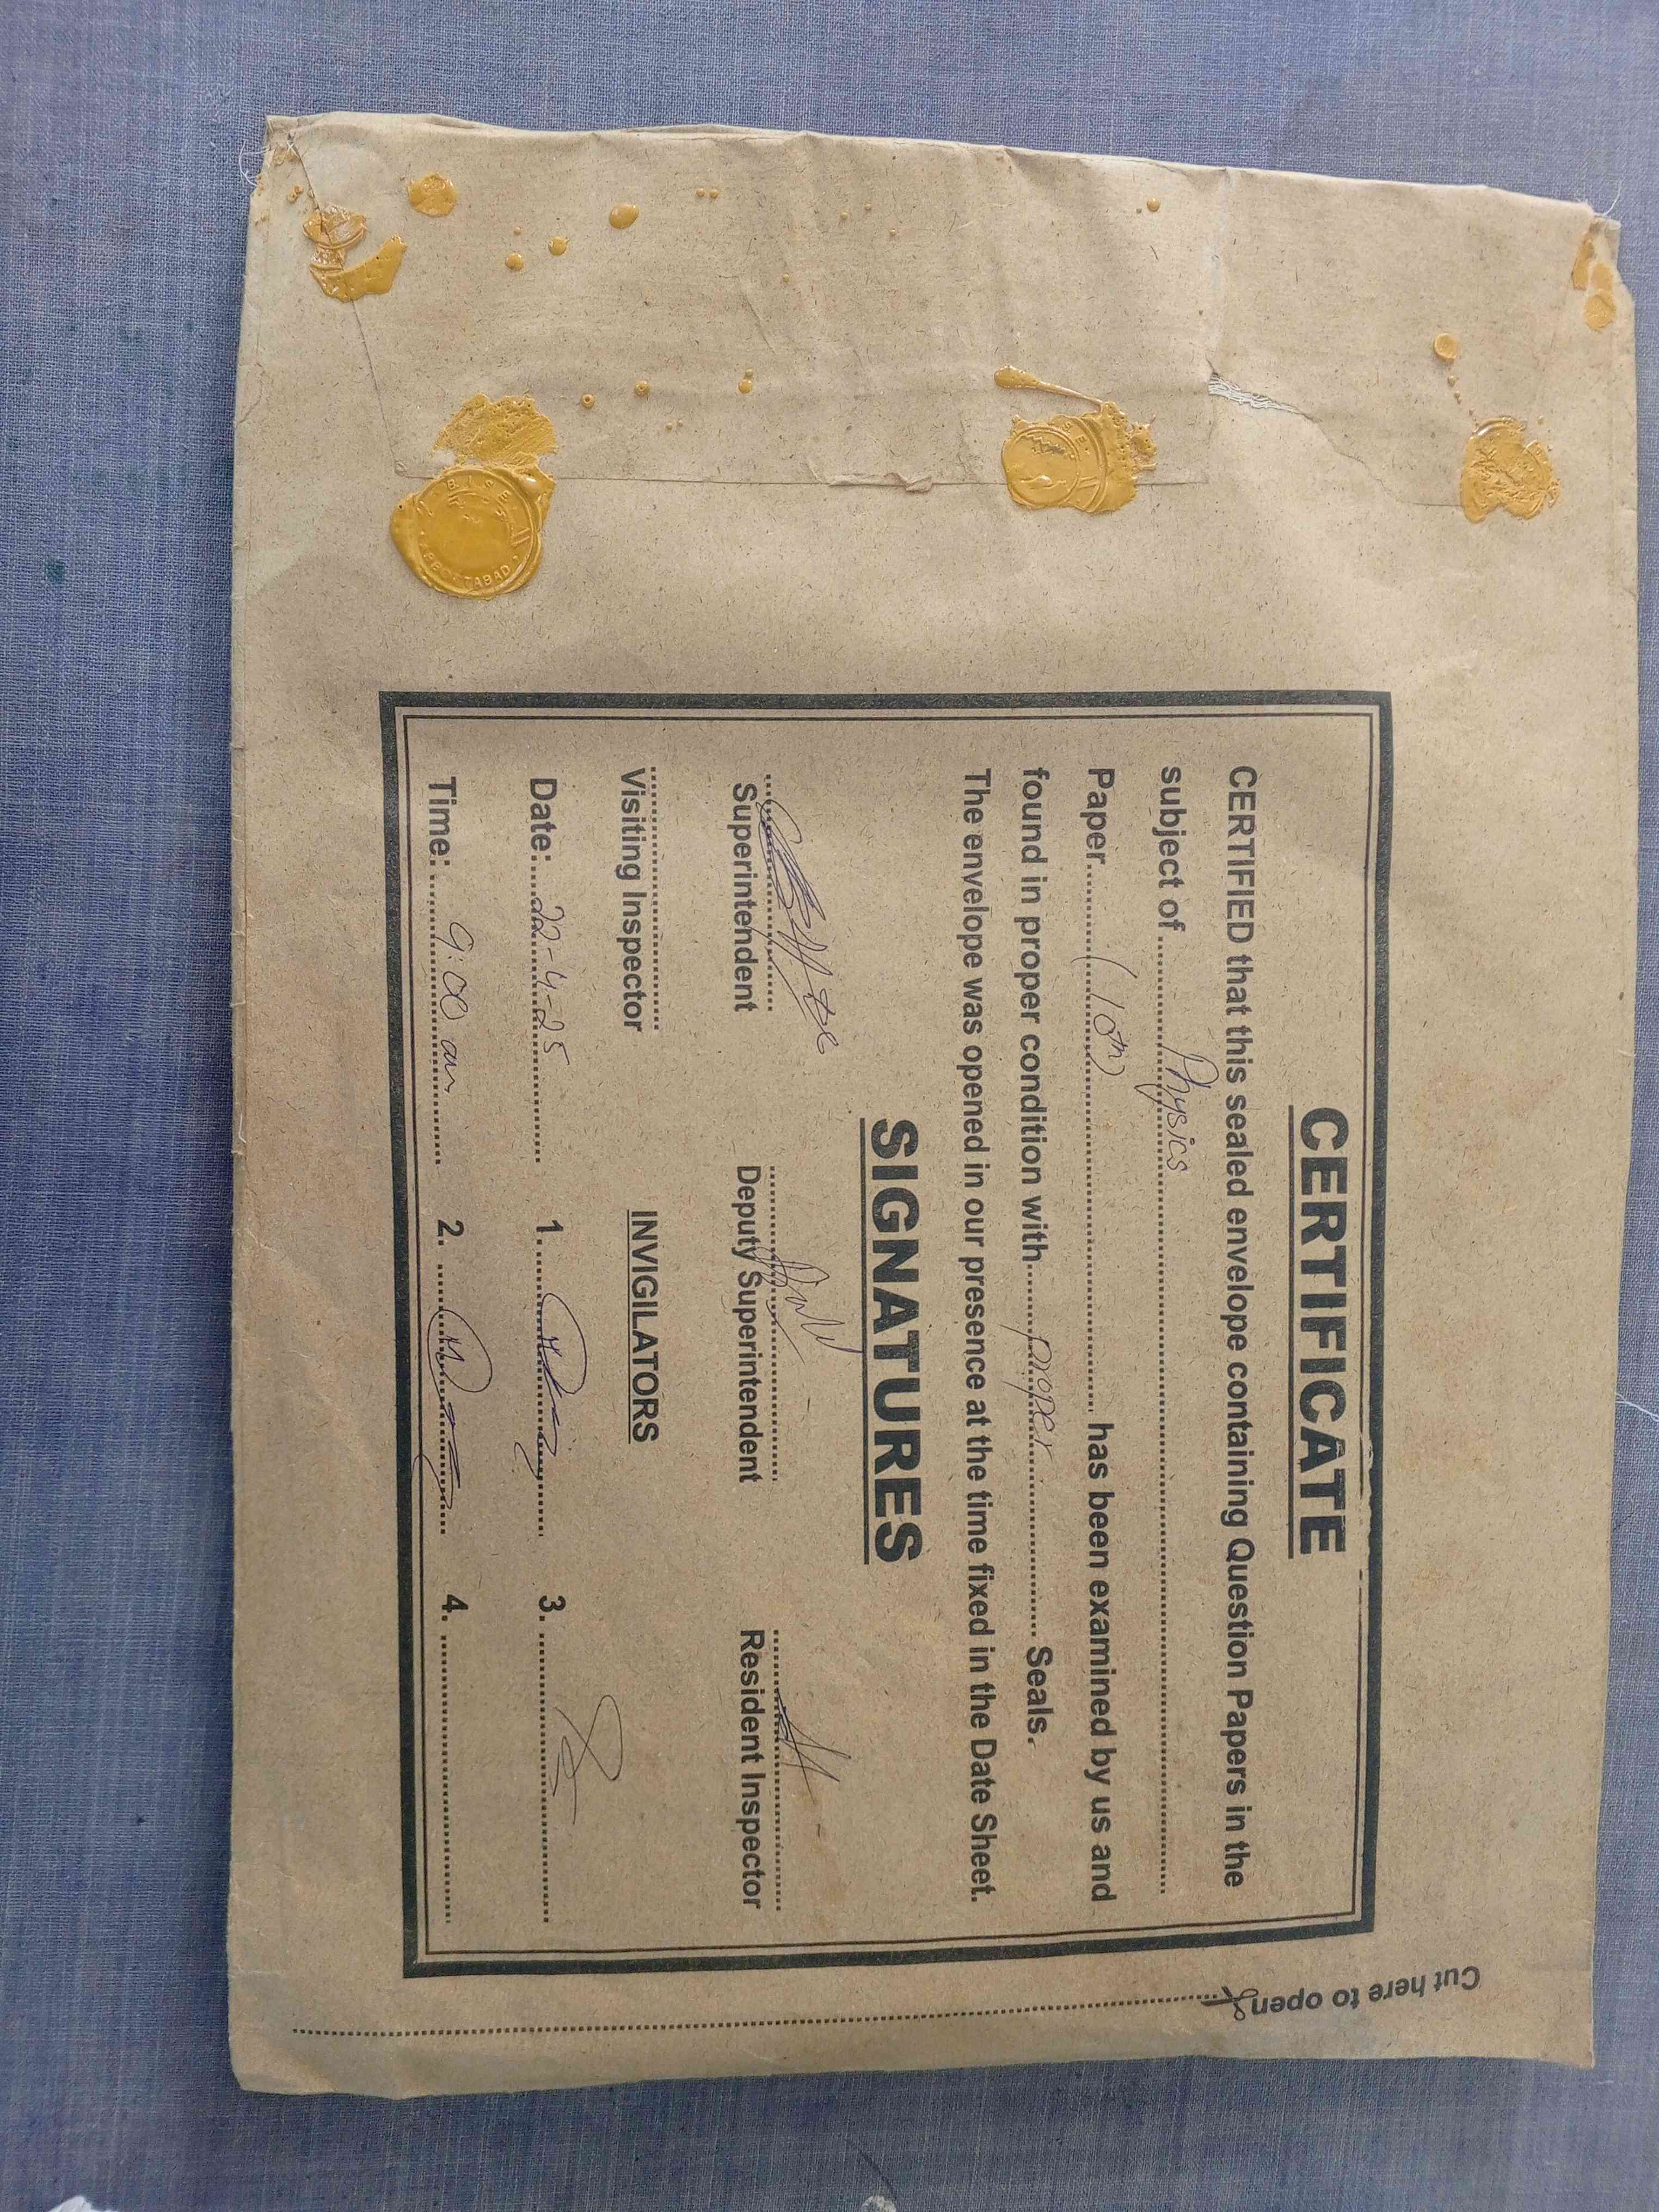 CERTIFICATE
CERTIFIED that this sealed envelope containing Question Papers in the
subject of Physics
Paper (10th) has been examined by us and
found in proper condition with proper Seals.
The envelope was opened in our presence at the time fixed in the Date Sheet.
SIGNATURES
Superintendent Deputy Superintendent Resident Inspector
Visiting Inspector INVIGILATORS
Date: 22-4-25 1. 3.
Time: 9:00 am 2. 4.
Cut here to open
B.I.S.E
ABBOTTABAD